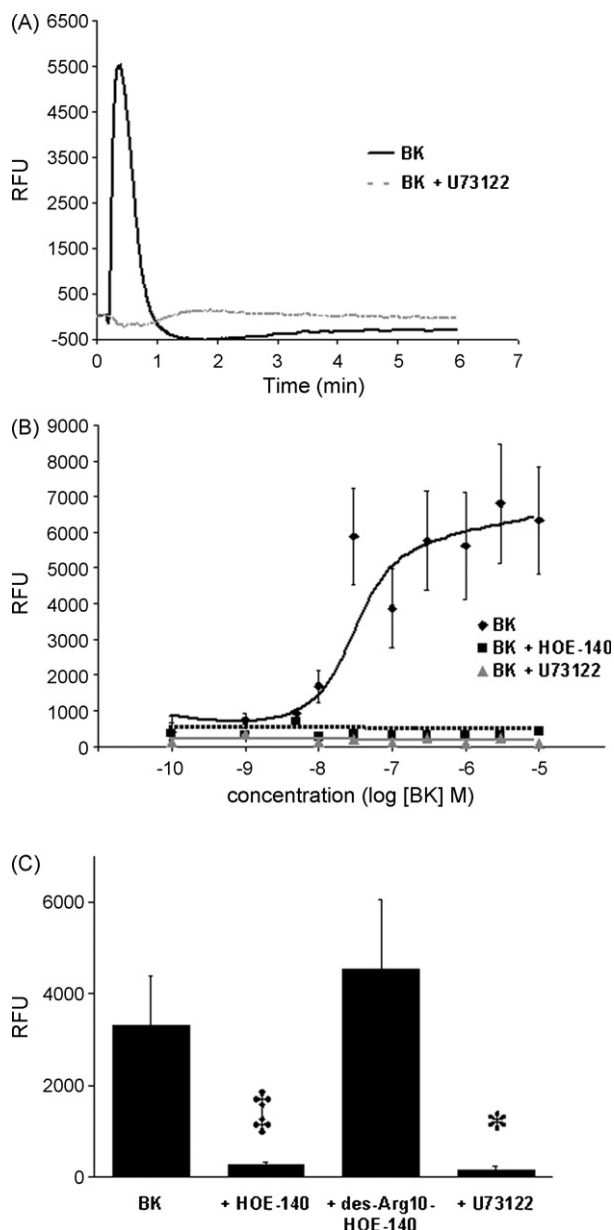 (A)
6500
5500
4500
3500
2500
1500
500
-500
RFU
BK
BK + U73122
0 1 2 3 4 5 6 7
Time (min)
(B)
9000
8000
7000
6000
5000
4000
3000
2000
1000
0
RFU
BK
BK + HOE-140
BK + U73122
-10 -9 -8 -7 -6 -5
concentration (log [BK] M)
(C)
6000
4000
2000
0
RFU
‡
*
BK + HOE-140 + des-Arg10- + U73122
HOE-140